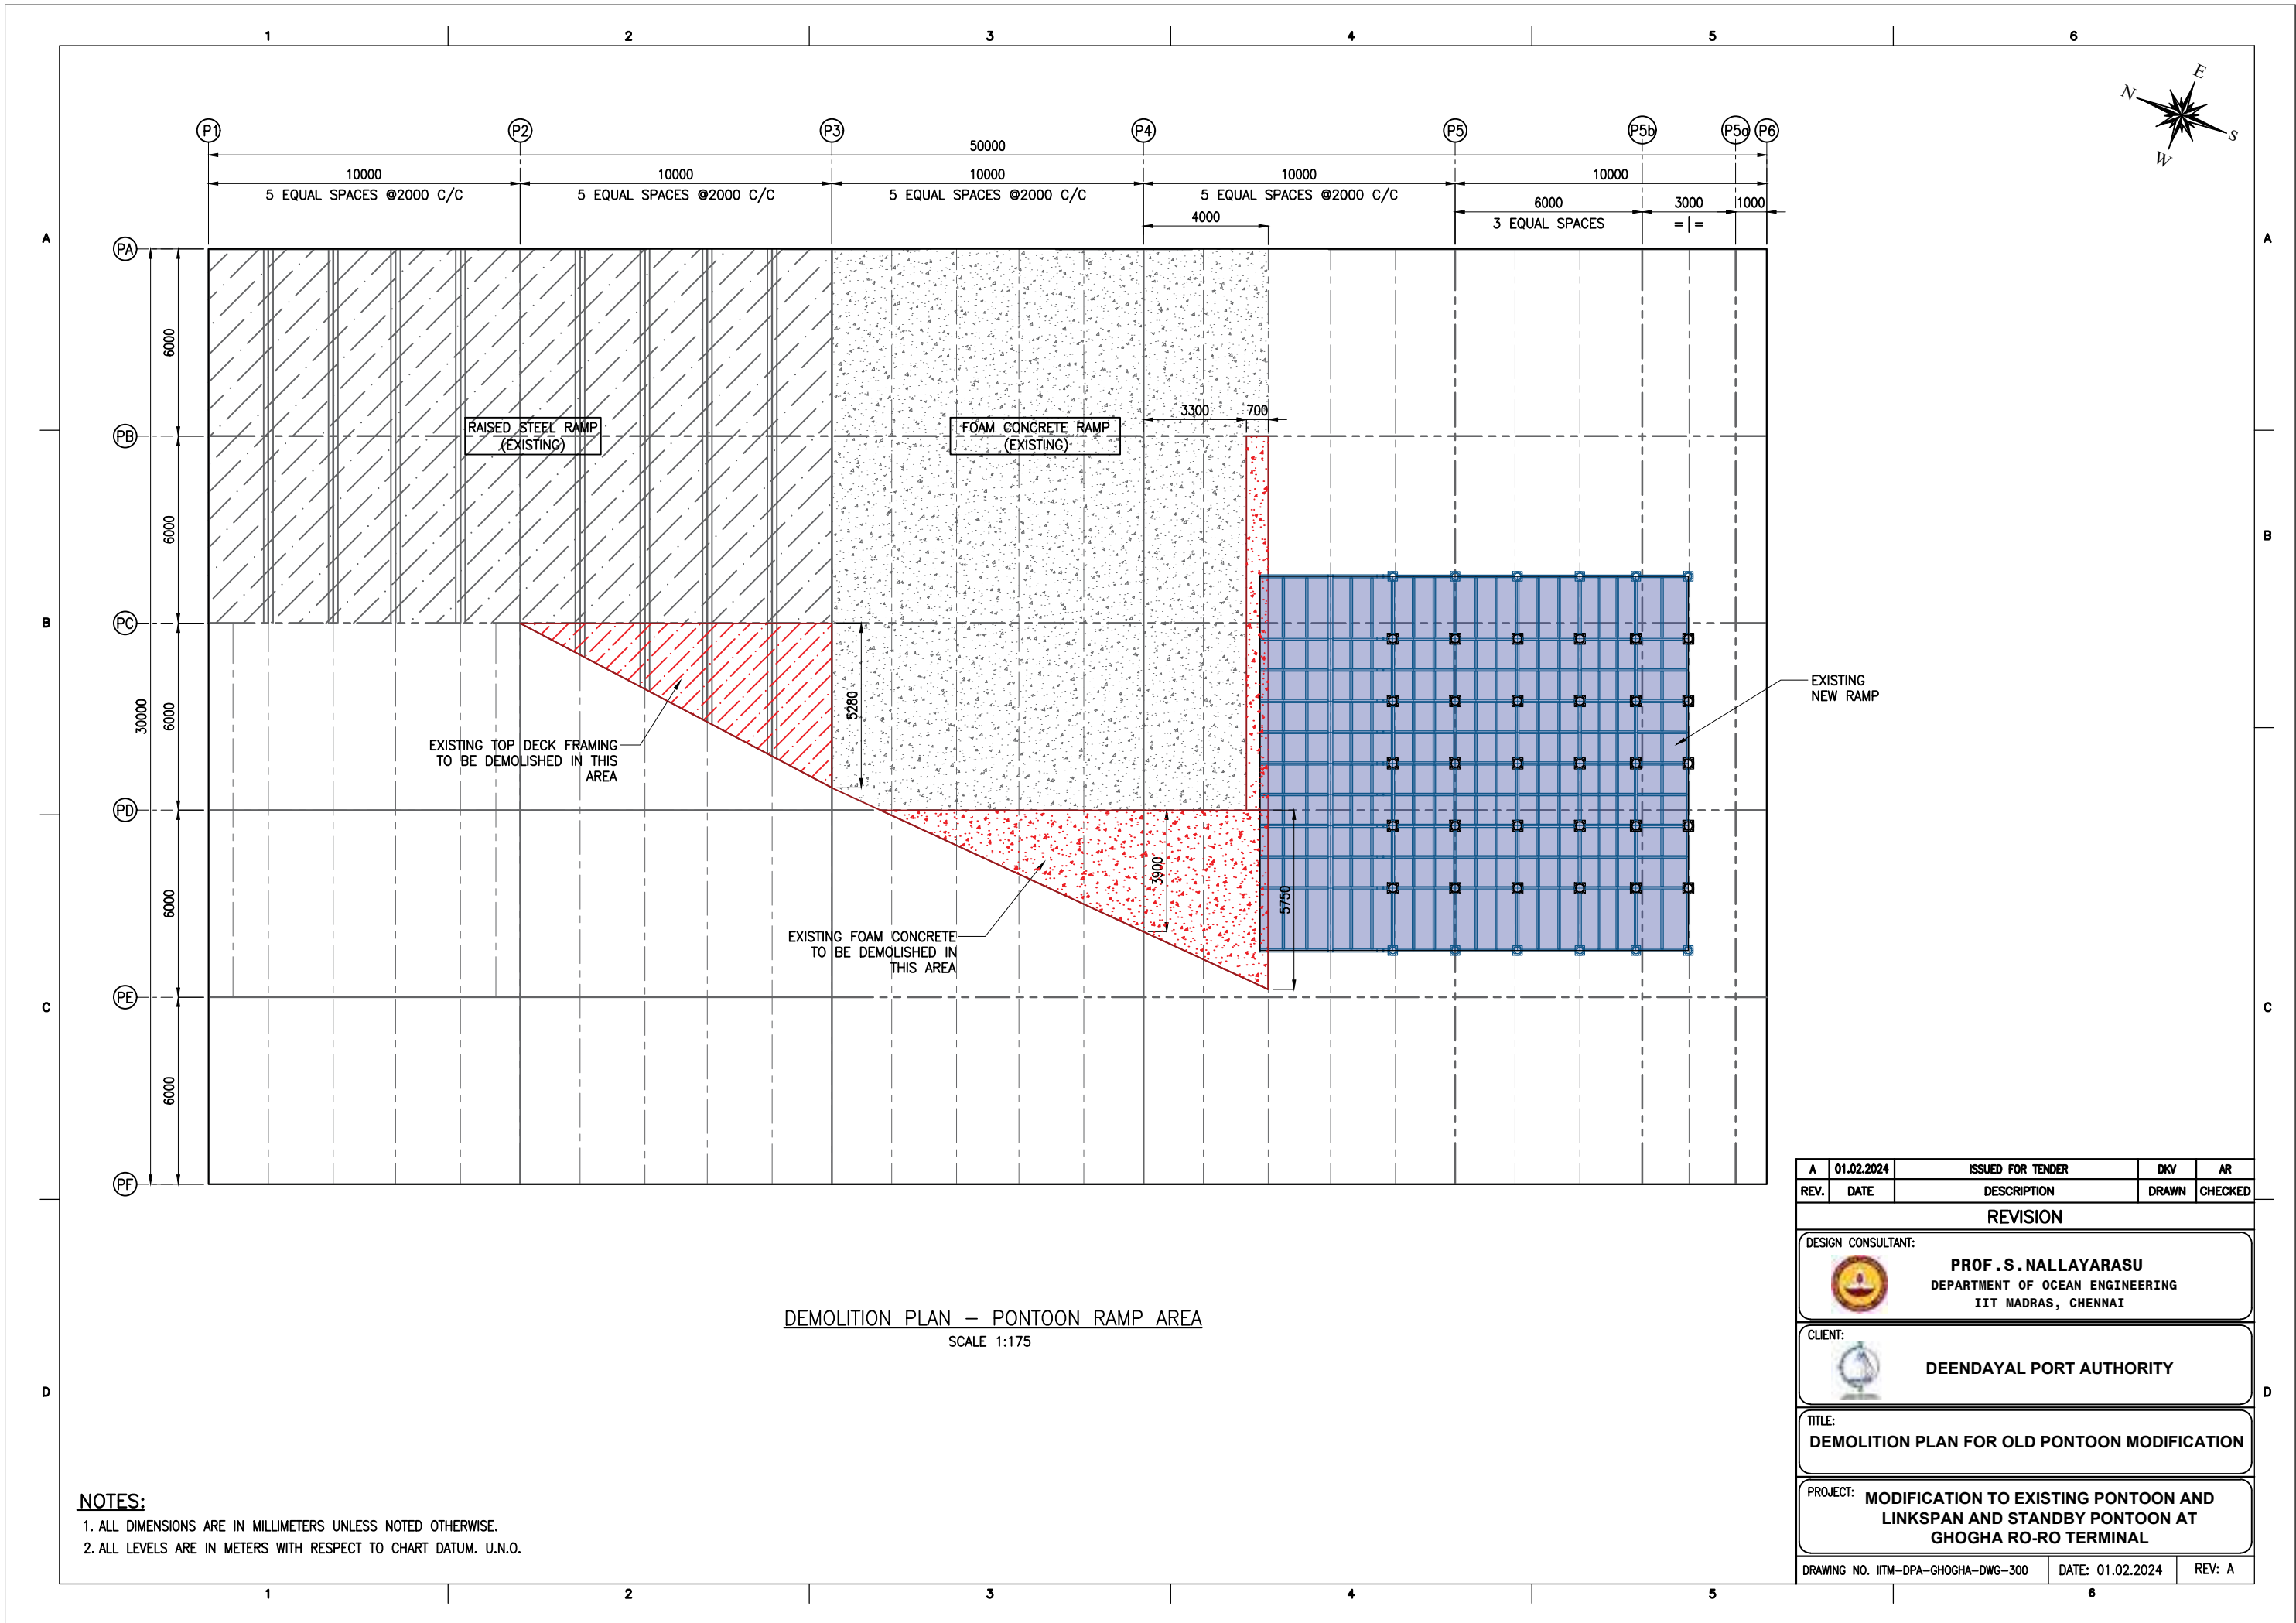 1 2 3 4 5 6
E
N
S
W
P1 P2 P3 P4 P5 P5b P5a P6
50000
10000 10000 10000 10000 10000
5 EQUAL SPACES @2000 C/C 5 EQUAL SPACES @2000 C/C 5 EQUAL SPACES @2000 C/C 5 EQUAL SPACES @2000 C/C
6000 3000 1000
4000
3 EQUAL SPACES =|=
A A
PA
6000
3300 700
PB
RAISED STEEL RAMP
(EXISTING)
FOAM CONCRETE RAMP
(EXISTING)
6000
B B
PC
30000
6000
5280
EXISTING
NEW RAMP
EXISTING TOP DECK FRAMING
TO BE DEMOLISHED IN THIS
AREA
PD
6000
3900
5750
EXISTING FOAM CONCRETE
TO BE DEMOLISHED IN
THIS AREA
PE
C C
6000
PF
A 01.02.2024 ISSUED FOR TENDER DKV AR
REV. DATE DESCRIPTION DRAWN CHECKED
REVISION
DESIGN CONSULTANT:
PROF.S.NALLAYARASU
DEPARTMENT OF OCEAN ENGINEERING
IIT MADRAS, CHENNAI
CLIENT:
DEENDAYAL PORT AUTHORITY
TITLE:
DEMOLITION PLAN FOR OLD PONTOON MODIFICATION
PROJECT: MODIFICATION TO EXISTING PONTOON AND
LINKSPAN AND STANDBY PONTOON AT
GHOGHA RO-RO TERMINAL
DRAWING NO. IITM-DPA-GHOGHA-DWG-300 DATE: 01.02.2024 REV: A
DEMOLITION PLAN – PONTOON RAMP AREA
SCALE 1:175
D D
NOTES:
1. ALL DIMENSIONS ARE IN MILLIMETERS UNLESS NOTED OTHERWISE.
2. ALL LEVELS ARE IN METERS WITH RESPECT TO CHART DATUM. U.N.O.
1 2 3 4 5 6